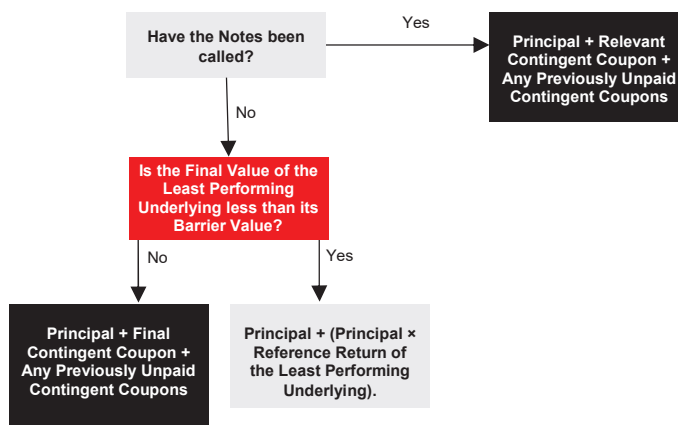 Have the Notes been
called?
Yes
Principal + Relevant
Contingent Coupon +
Any Previously Unpaid
Contingent Coupons
No
Is the Final Value of the
Least Performing
Underlying less than its
Barrier Value?
No
Yes
Principal + Final
Contingent Coupon +
Any Previously Unpaid
Contingent Coupons
Principal + (Principal ×
Reference Return of
the Least Performing
Underlying).